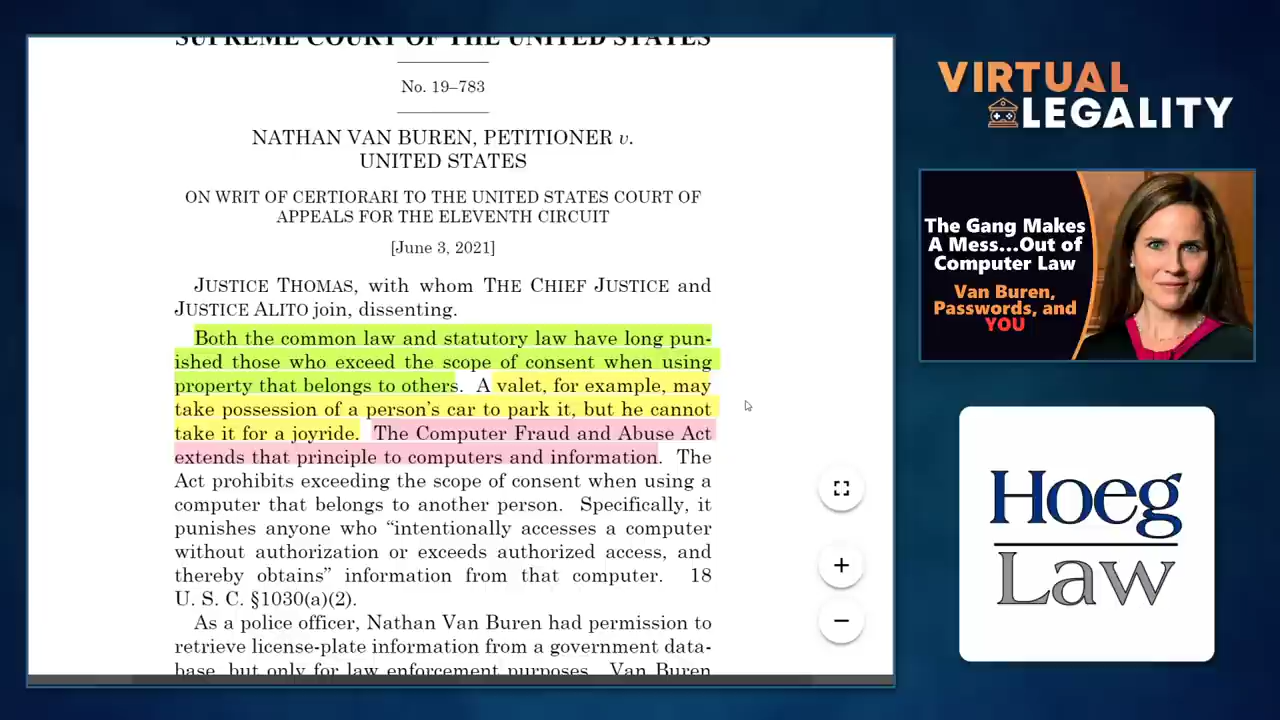 SUPREME COURT OF THE UNITED STATES
No. 19–783
NATHAN VAN BUREN, PETITIONER v.
UNITED STATES
ON WRIT OF CERTIORARI TO THE UNITED STATES COURT OF
APPEALS FOR THE ELEVENTH CIRCUIT
[June 3, 2021]
JUSTICE THOMAS, with whom THE CHIEF JUSTICE and
JUSTICE ALITO join, dissenting.
Both the common law and statutory law have long pun-
ished those who exceed the scope of consent when using
property that belongs to others. A valet, for example, may
take possession of a person's car to park it, but he cannot
take it for a joyride. The Computer Fraud and Abuse Act
extends that principle to computers and information. The
Act prohibits exceeding the scope of consent when using a
computer that belongs to another person. Specifically, it
punishes anyone who “intentionally accesses a computer
without authorization or exceeds authorized access, and
thereby obtains” information from that computer. 18
U. S. C. §1030(a)(2).
As a police officer, Nathan Van Buren had permission to
retrieve license-plate information from a government data-
base, but only for law enforcement purposes. Van Buren
VIRTUAL
LEGALITY
The Gang Makes
A Mess...Out of
Computer Law
Van Buren,
Passwords, and
YOU
Hoeg
Law